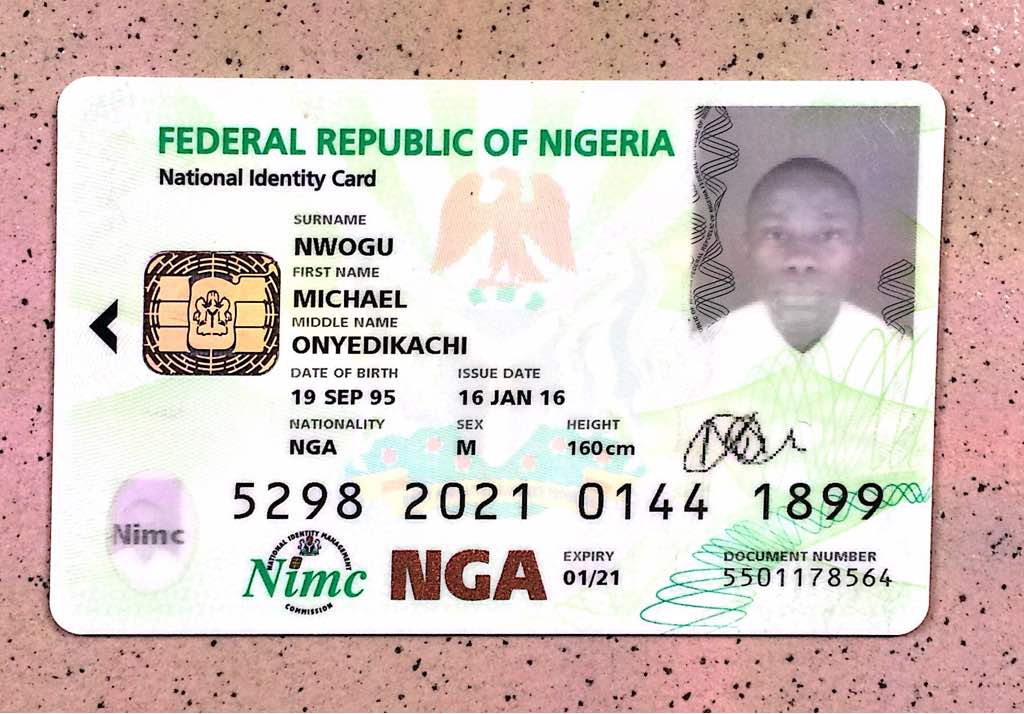 FEDERAL REPUBLIC OF NIGERIA
National Identity Card
SURNAME
NWOGU
FIRST NAME
MICHAEL
MIDDLE NAME
ONYEDIKACHI
DATE OF BIRTH ISSUE DATE
19 SEP 95 16 JAN 16
NATIONALITY SEX HEIGHT
NGA M 160cm
5298 2021 0144 1899
Nimc
NATIONAL IDENTITY MANAGEMENT
Nimc
COMMISSION
NGA
EXPIRY
01/21
DOCUMENT NUMBER
5501178564